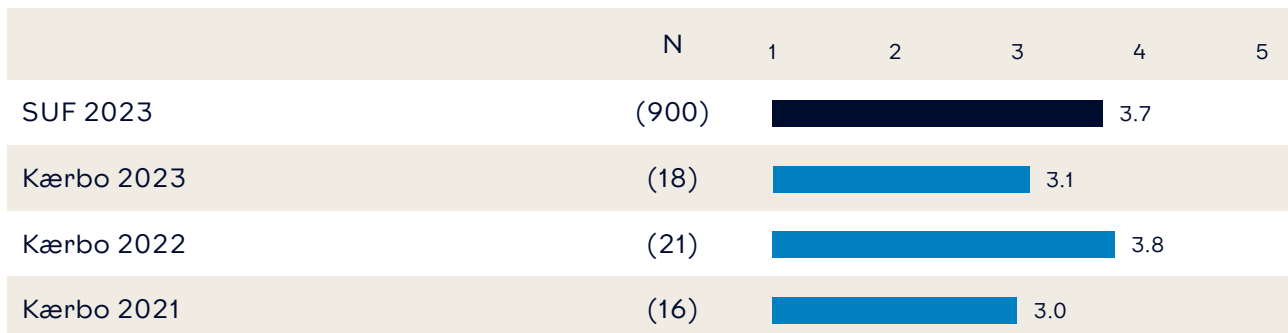 N 1 2 3 4 5
SUF 2023 (900) 3.7
Kærbo 2023 (18) 3.1
Kærbo 2022 (21) 3.8
Kærbo 2021 (16) 3.0